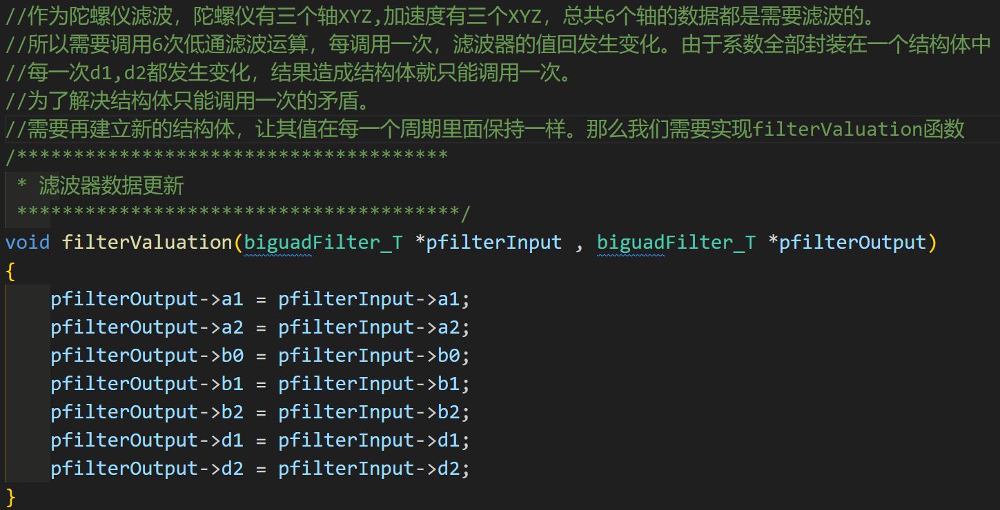 //作为陀螺仪滤波，陀螺仪有三个轴XYZ,加速度有三个XYZ，总共6个轴的数据都是需要滤波的。
//所以需要调用6次低通滤波运算，每调用一次，滤波器的值回发生变化。由于系数全部封装在一个结构体中
//每一次d1,d2都发生变化，结果造成结构体就只能调用一次。
//为了解决结构体只能调用一次的矛盾。
//需要再建立新的结构体，让其值在每一个周期里面保持一样。那么我们需要实现filterValuation函数
/**************************************
 * 滤波器数据更新
 ***************************************/
void filterValuation(biguadFilter_T *pfilterInput , biguadFilter_T *pfilterOutput)
{
    pfilterOutput->a1 = pfilterInput->a1;
    pfilterOutput->a2 = pfilterInput->a2;
    pfilterOutput->b0 = pfilterInput->b0;
    pfilterOutput->b1 = pfilterInput->b1;
    pfilterOutput->b2 = pfilterInput->b2;
    pfilterOutput->d1 = pfilterInput->d1;
    pfilterOutput->d2 = pfilterInput->d2;
}